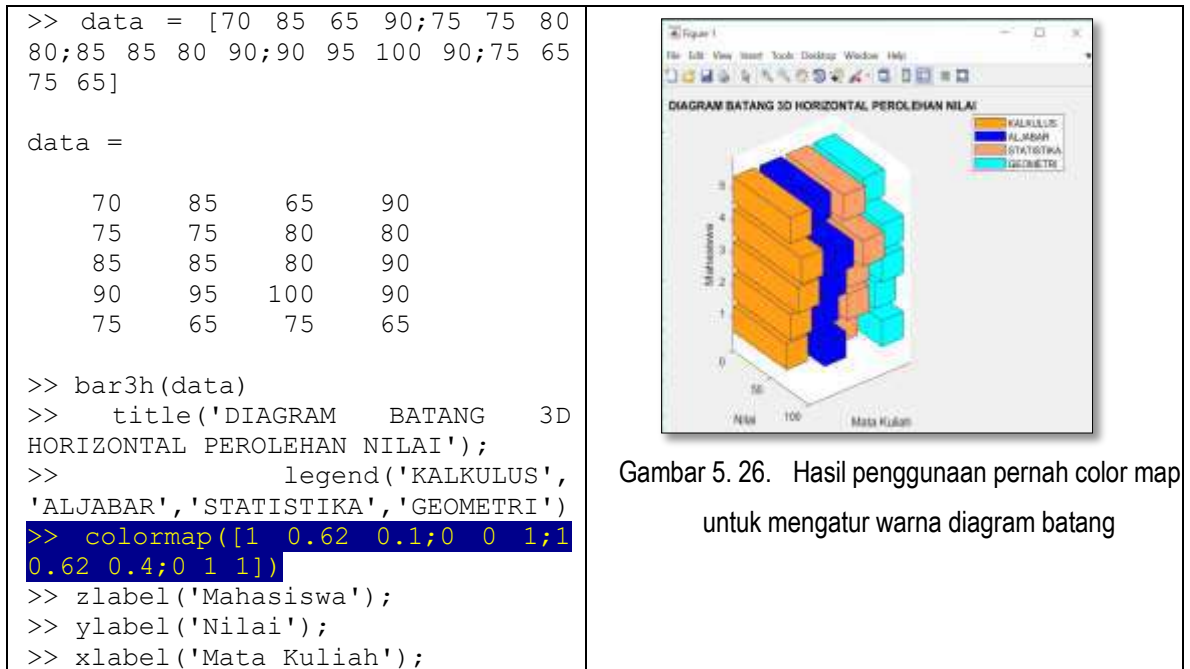 >> data = [70 85 65 90;75 75 80
80;85 85 80 90;90 95 100 90;75 65
75 65]
data =
70 85 65 90
75 75 80 80
85 85 80 90
90 95 100 90
75 65 75 65
>> bar3h(data)
>> title('DIAGRAM BATANG 3D
HORIZONTAL PEROLEHAN NILAI');
>> legend('KALKULUS',
'ALJABAR','STATISTIKA','GEOMETRI')
>> colormap([1 0.62 0.1;0 0 1;1
0.62 0.4;0 1 1])
>> zlabel('Mahasiswa');
>> ylabel('Nilai');
>> xlabel('Mata Kuliah');
Figure 1
File Edit View Insert Tools Desktop Window Help
DIAGRAM BATANG 3D HORIZONTAL PEROLEHAN NILAI
KALKULUS
ALJABAR
STATISTIKA
GEOMETRI
5
4
3
2
1
0
Mahasiswa
50
100
Nilai
Mata Kuliah
Gambar 5. 26. Hasil penggunaan pernah color map
untuk mengatur warna diagram batang